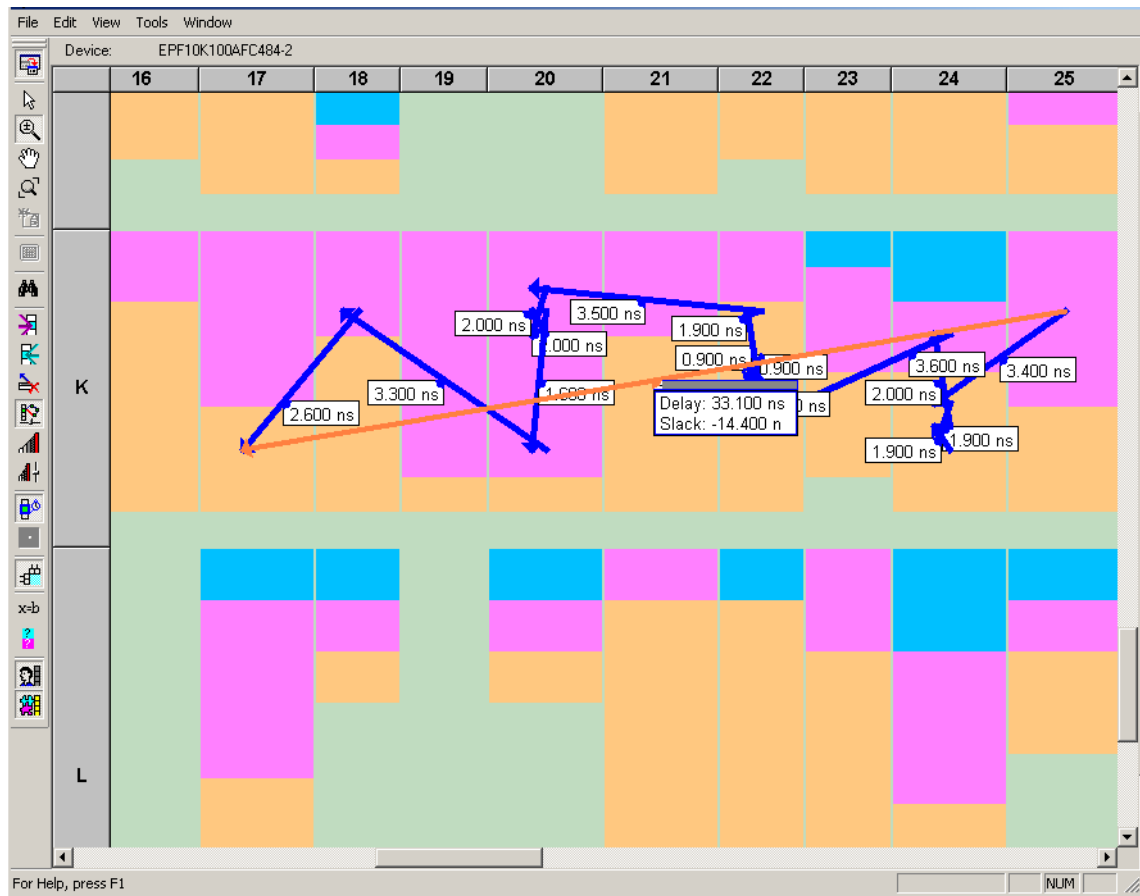 File Edit View Tools Window
Device: EPF10K100AFC484-2
16 17 18 19 20 21 22 23 24 25
K
3.500 ns
2.000 ns
1.900 ns
.000 ns
0.900 ns
0.900 ns
3.600 ns
3.400 ns
3.300 ns
2.000 ns
2.600 ns
Delay: 33.100 ns
Slack: -14.400 n
ns
1.900 ns
1.900 ns
x=b
?
?
L
For Help, press F1
NUM